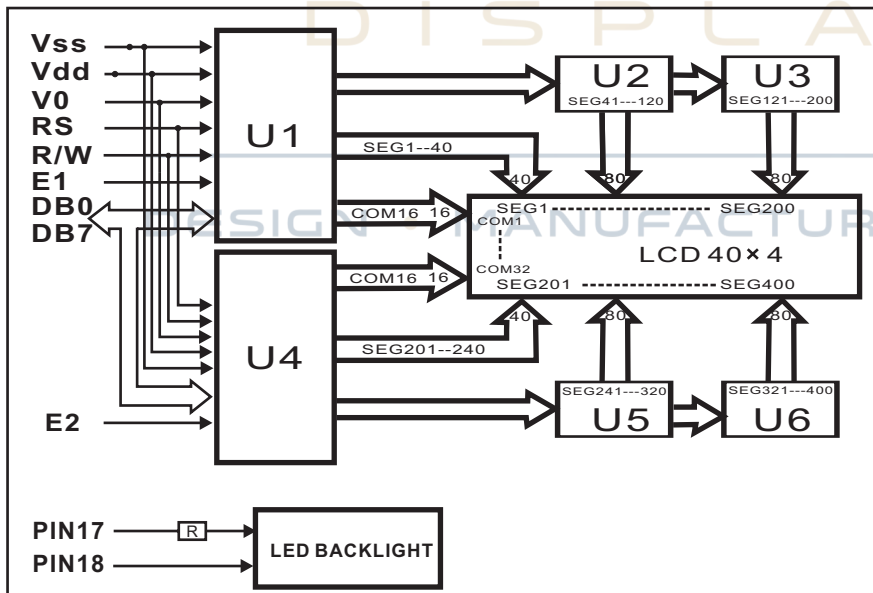 DISPLA
Vss
Vdd
V0
RS
R/W
E1
DB0
DB7
E2
U1
U4
U2
SEG41---120
U3
SEG121---200
SEG1--40
40
80
80
COM16 16
DESIGN MANUFACTUR
SEG1 SEG200
COM1
COM32
LCD 40×4
SEG201 SEG400
COM16 16
40
80
80
SEG201--240
SEG241---320
U5
SEG321---400
U6
PIN17
R
PIN18
LED BACKLIGHT